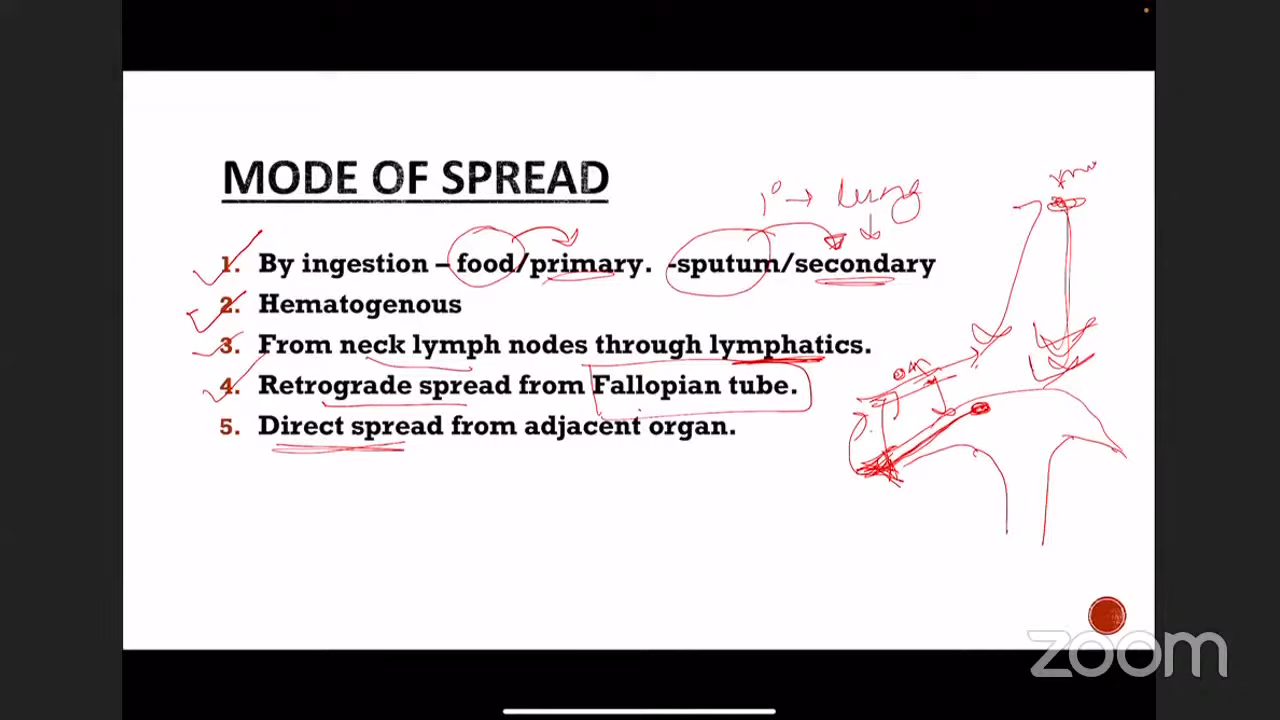 MODE OF SPREAD
1° → Lung
1. By ingestion – food/primary. -sputum/secondary
2. Hematogenous
3. From neck lymph nodes through lymphatics.
4. Retrograde spread from Fallopian tube.
5. Direct spread from adjacent organ.
zoom